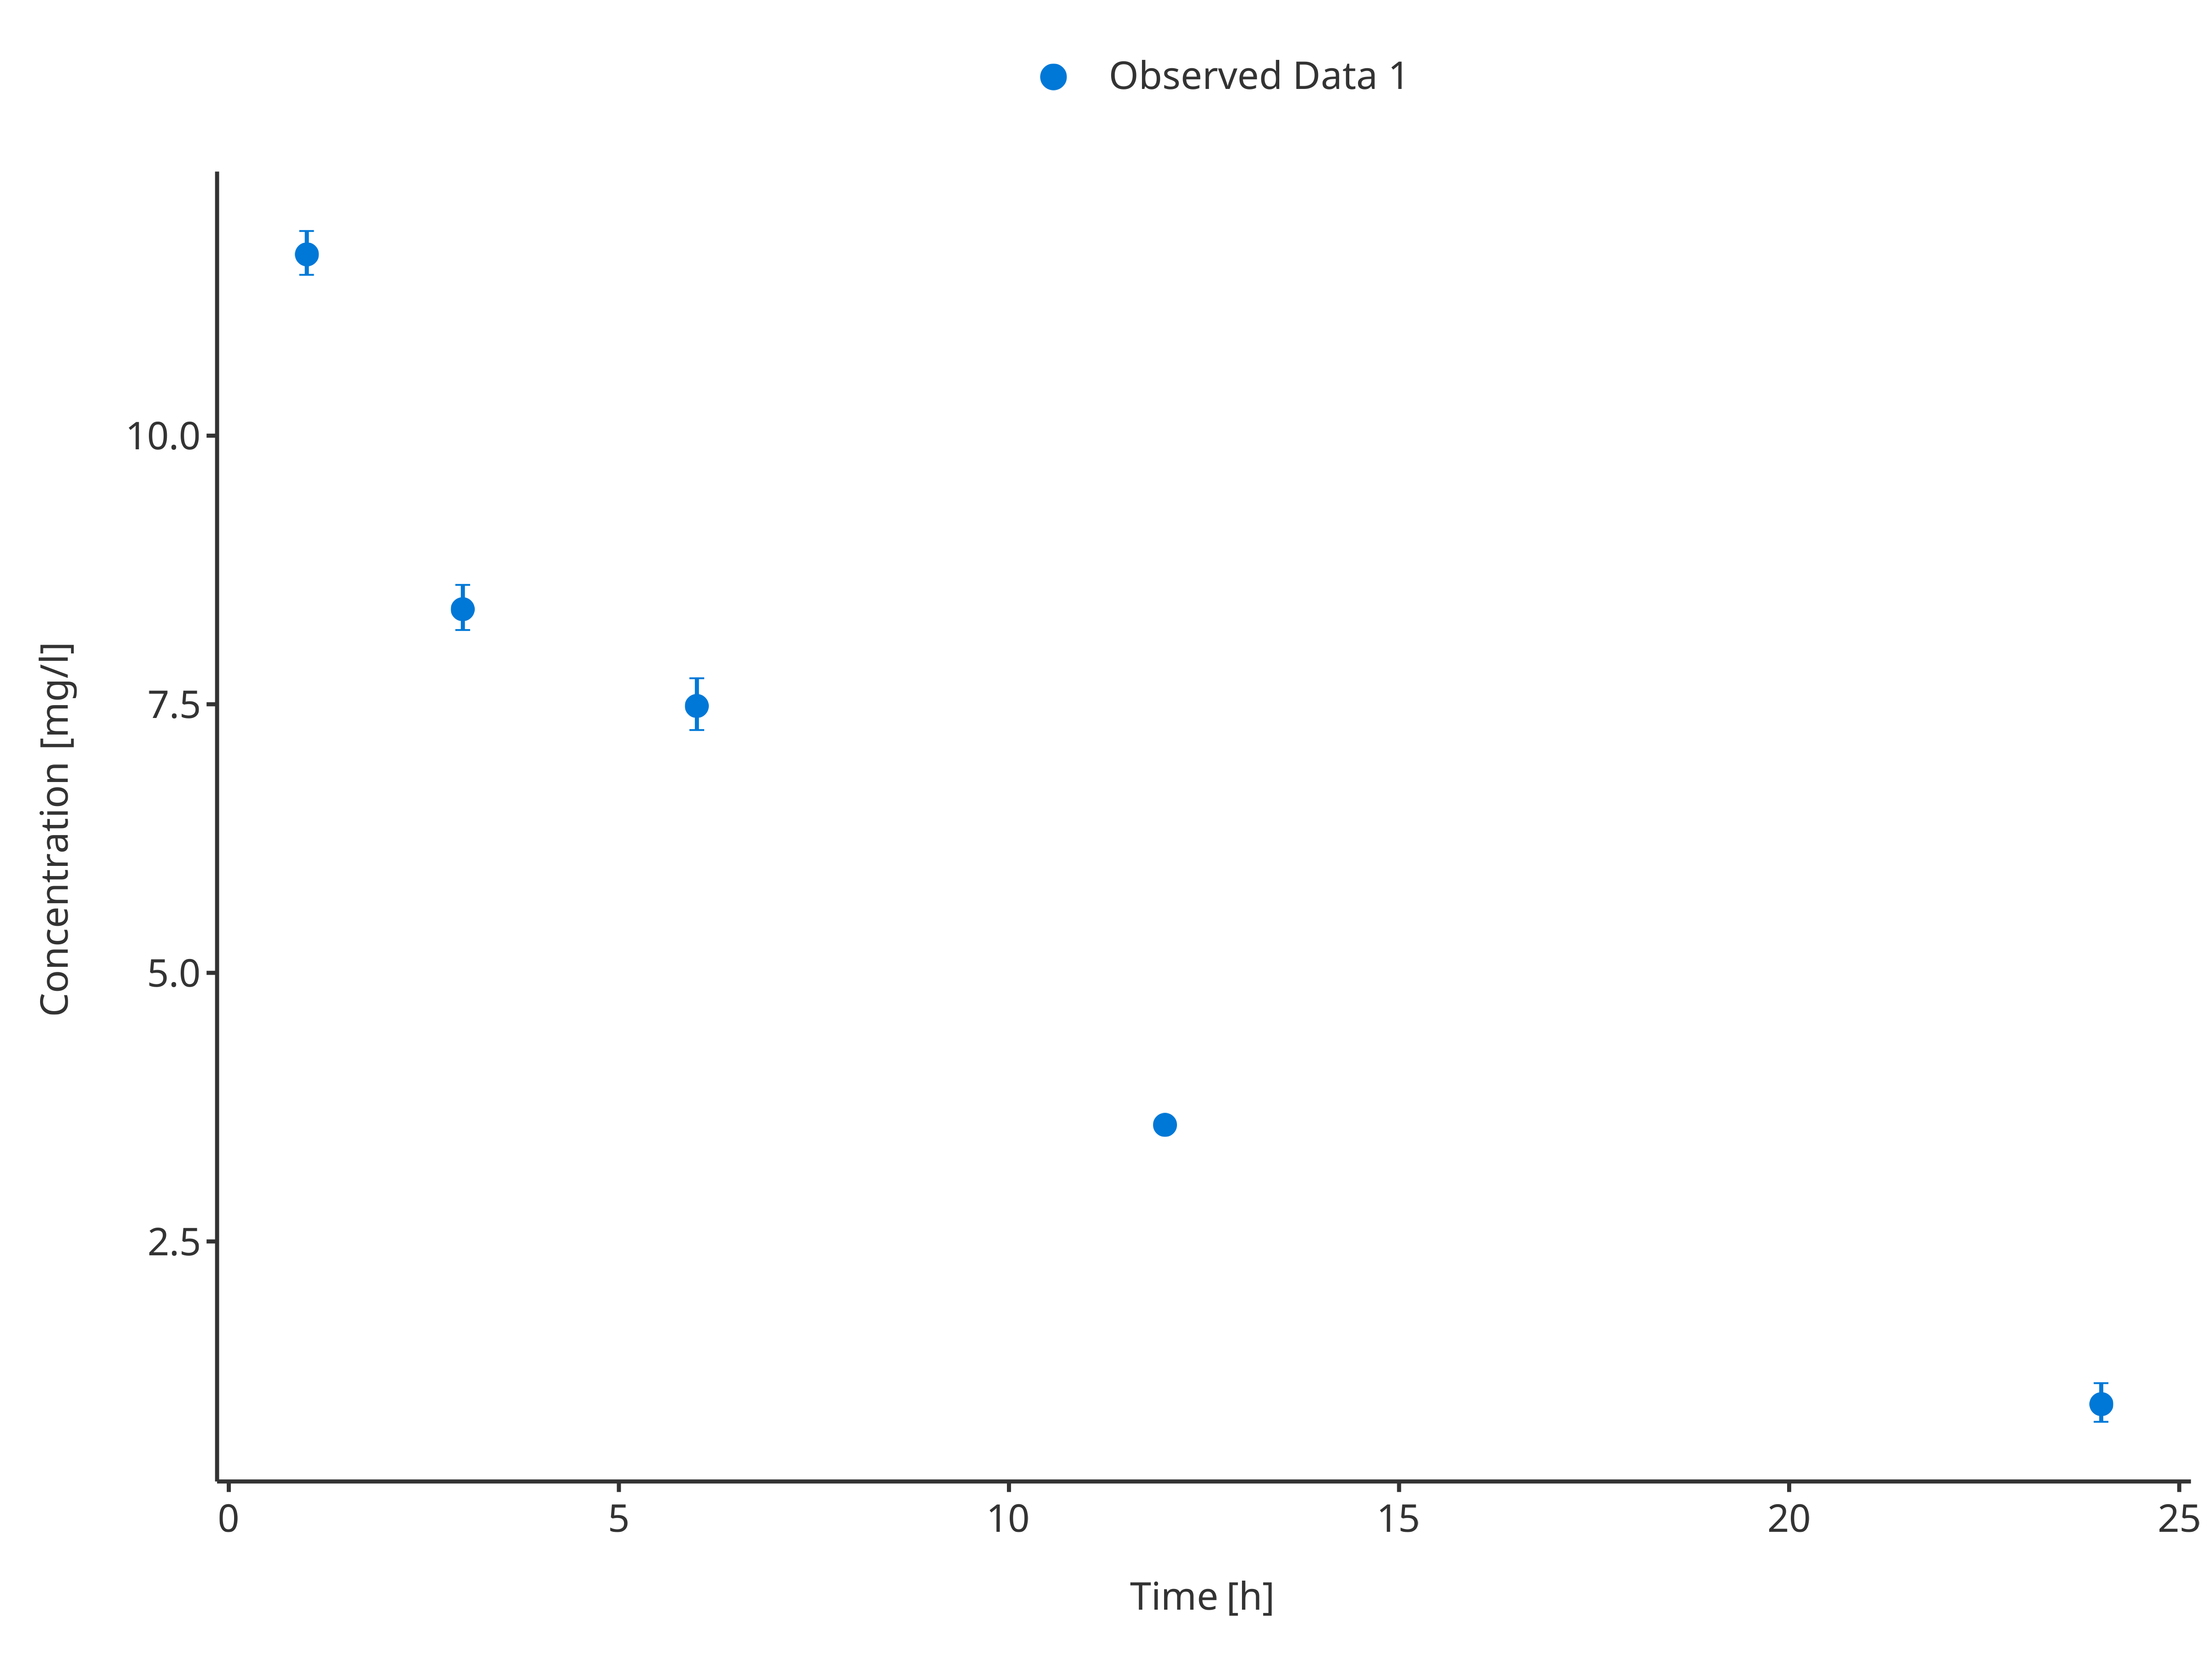 Observed Data 1
10.0
7.5
5.0
2.5
Concentration [mg/l]
0 5 10 15 20 25
Time [h]